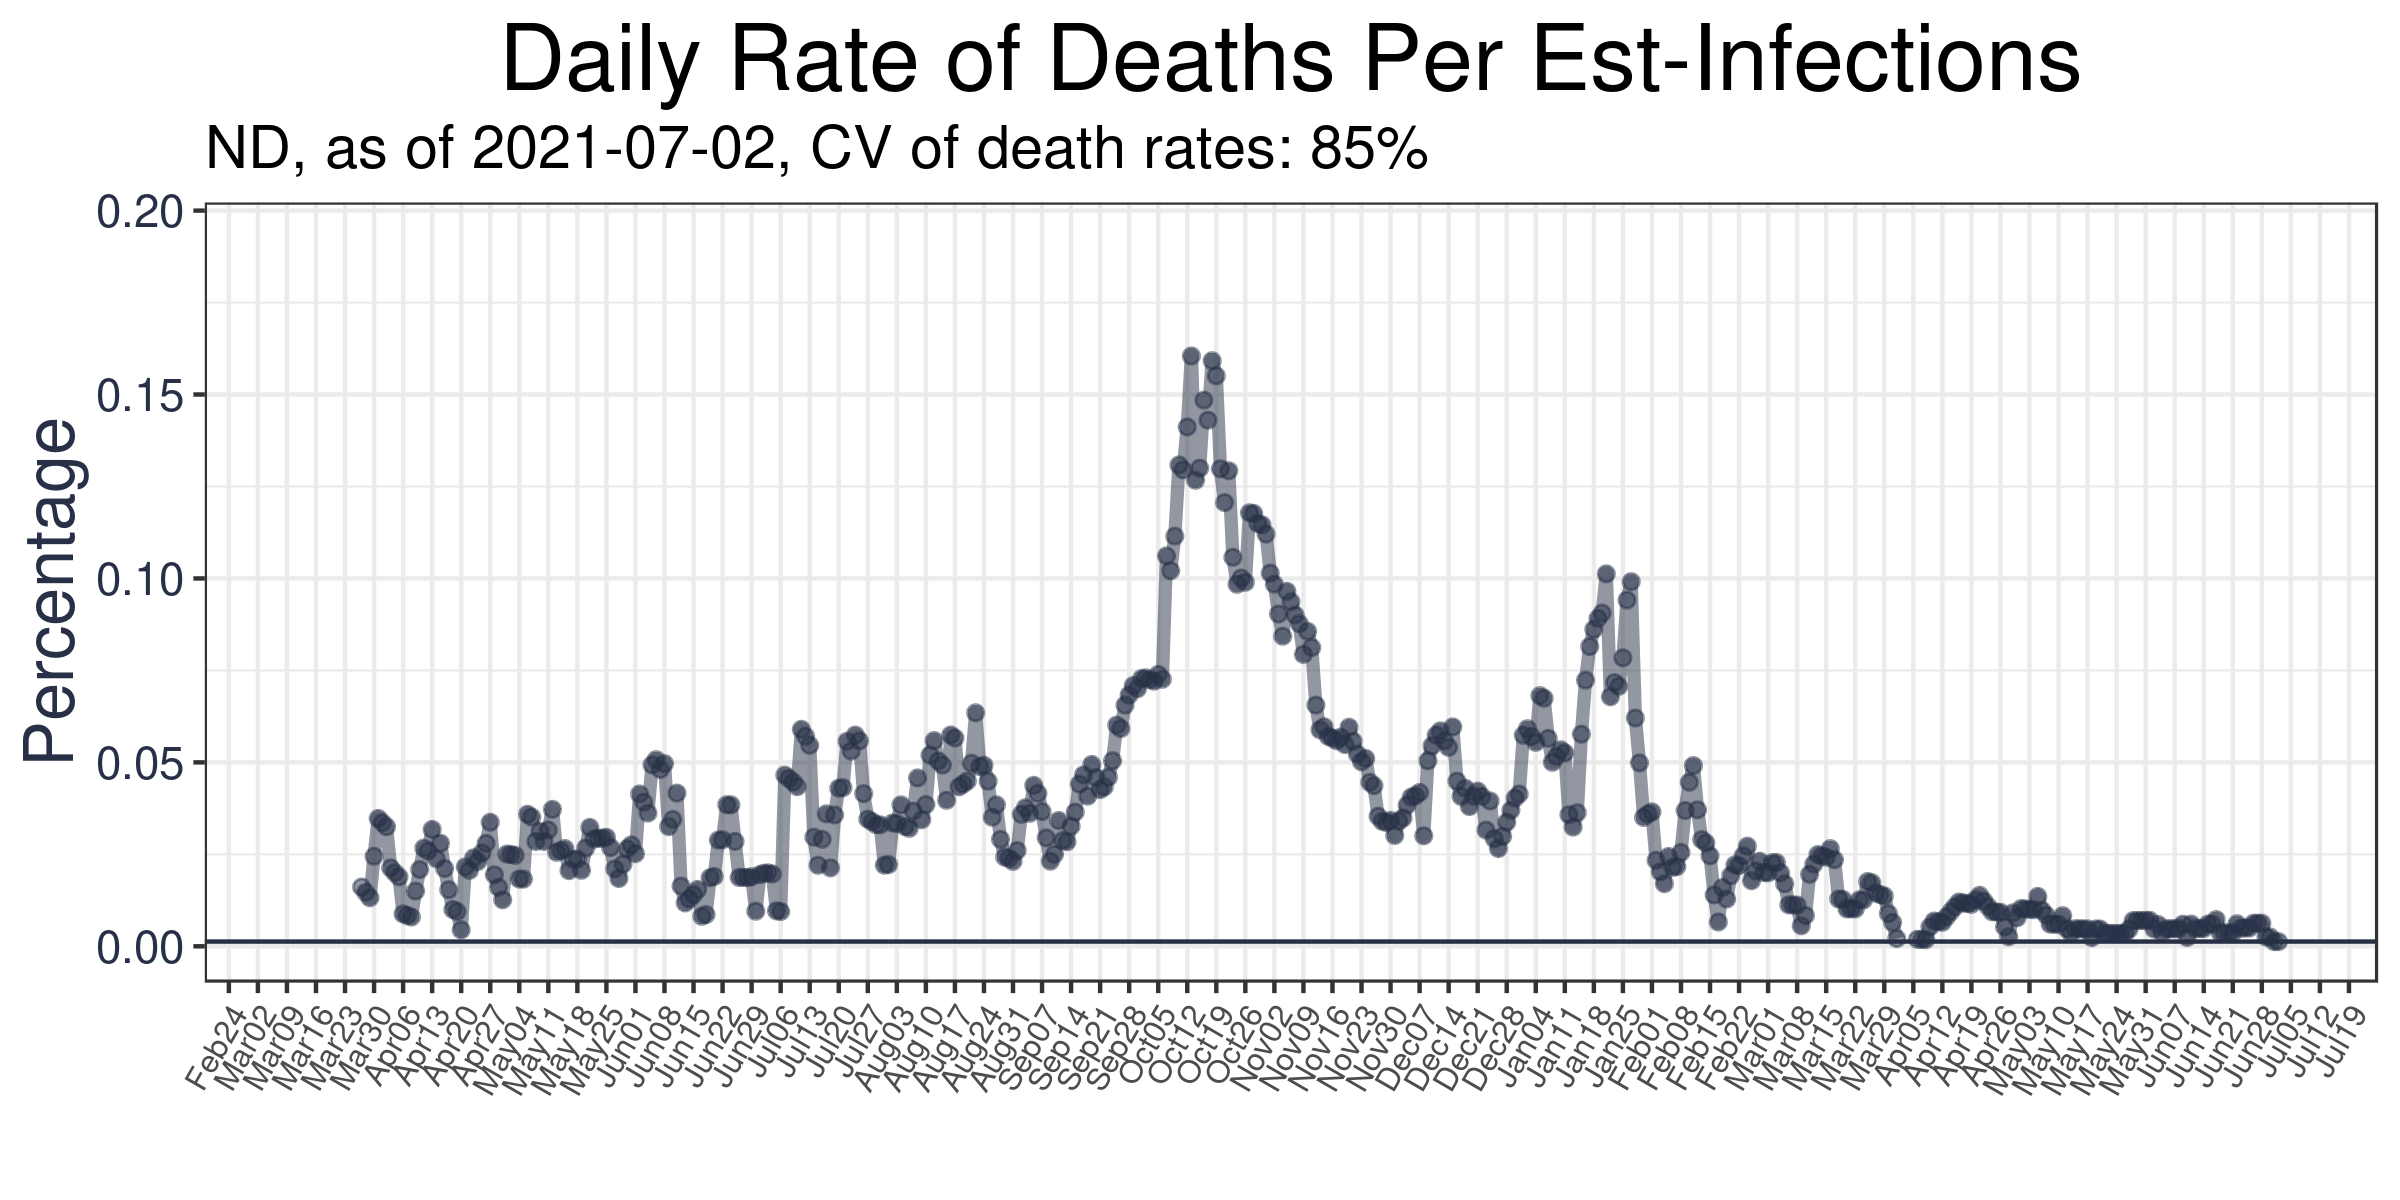 Daily Rate of Deaths Per Est-Infections
ND, as of 2021-07-02, CV of death rates: 85%
Percentage
0.20
0.15
0.10
0.05
0.00
Feb24
Mar02
Mar09
Mar16
Mar23
Mar30
Apr06
Apr13
Apr20
Apr27
May04
May11
May18
May25
Jun01
Jun08
Jun15
Jun22
Jun29
Jul06
Jul13
Jul20
Jul27
Aug03
Aug10
Aug17
Aug24
Aug31
Sep07
Sep14
Sep21
Sep28
Oct05
Oct12
Oct19
Oct26
Nov02
Nov09
Nov16
Nov23
Nov30
Dec07
Dec14
Dec21
Dec28
Jan04
Jan11
Jan18
Jan25
Feb01
Feb08
Feb15
Feb22
Mar01
Mar08
Mar15
Mar22
Mar29
Apr05
Apr12
Apr19
Apr26
May03
May10
May17
May24
May31
Jun07
Jun14
Jun21
Jun28
Jul05
Jul12
Jul19